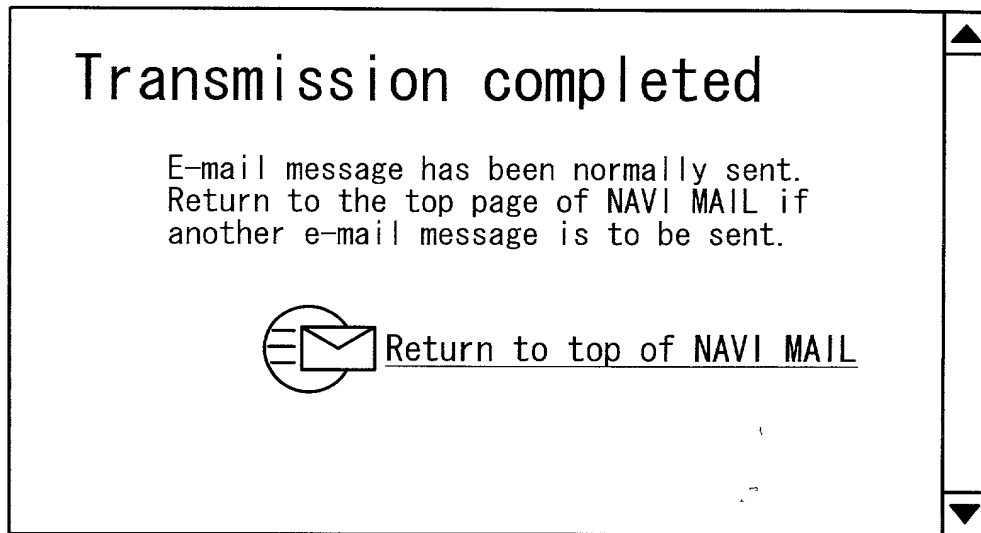 Transmission completed
E-mail message has been normally sent.
Return to the top page of NAVI MAIL if
another e-mail message is to be sent.
Return to top of NAVI MAIL